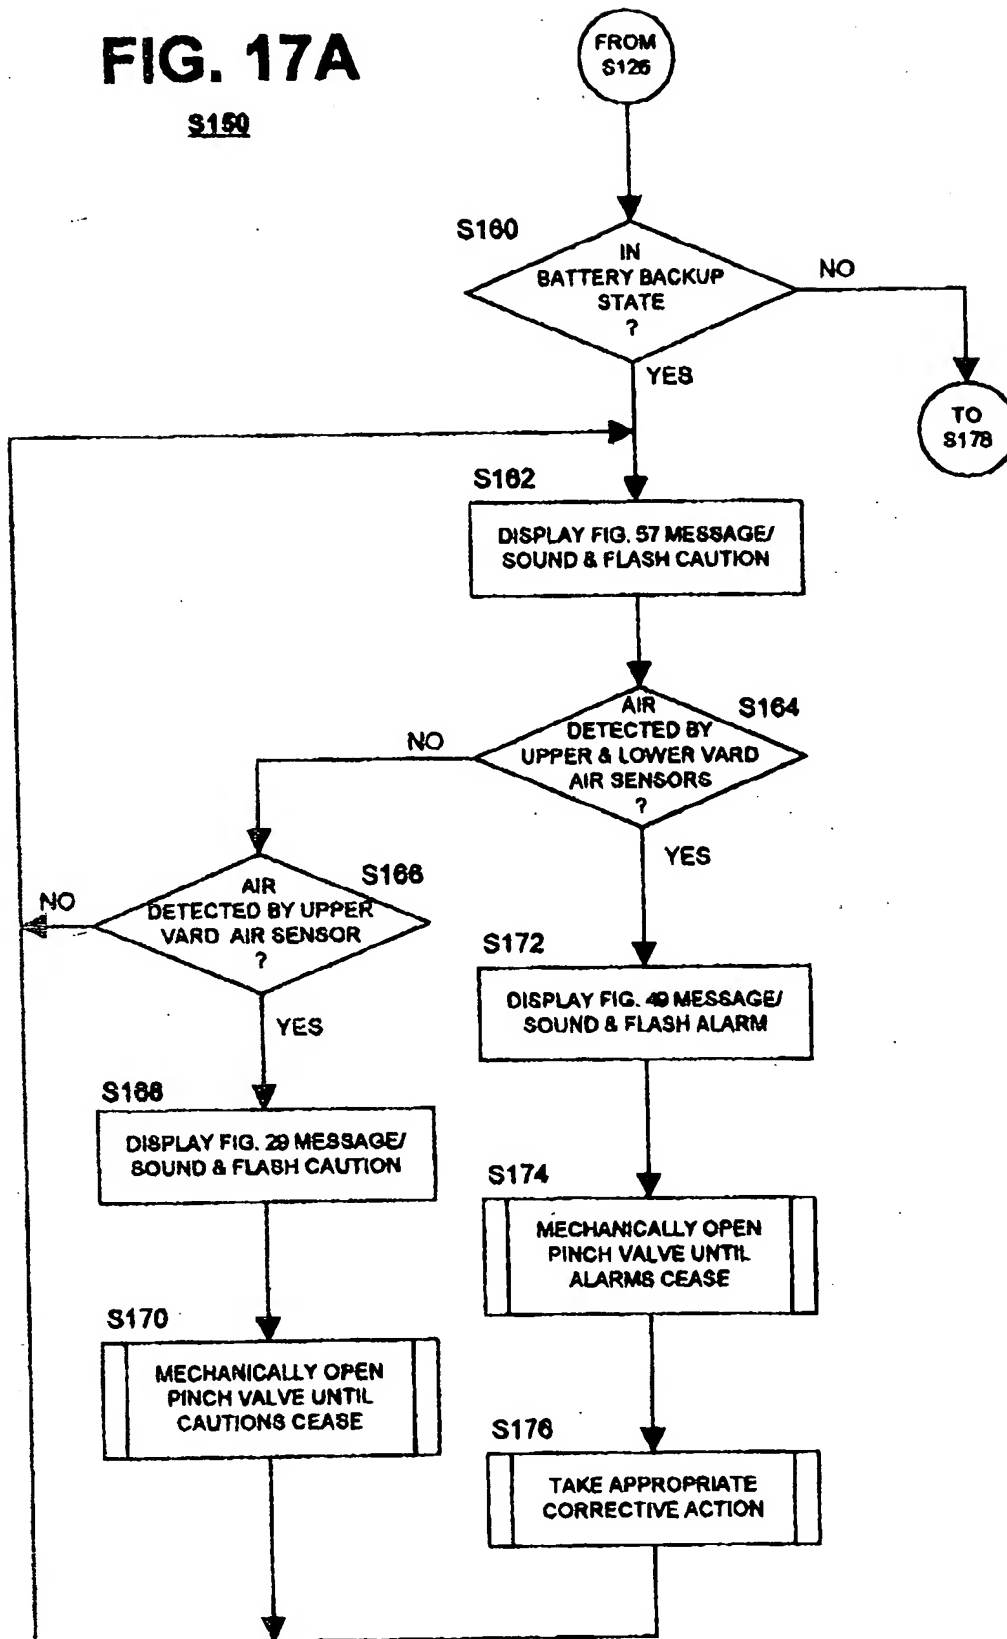 FIG. 17A
S150
FROM
S126
S160
IN
BATTERY BACKUP
STATE
?
NO
YES
TO
S178
S162
DISPLAY FIG. 57 MESSAGE/
SOUND & FLASH CAUTION
S164
AIR
DETECTED BY
UPPER & LOWER VARD
AIR SENSORS
?
NO
YES
S166
AIR
DETECTED BY UPPER
VARD AIR SENSOR
?
NO
YES
S172
DISPLAY FIG. 49 MESSAGE/
SOUND & FLASH ALARM
S168
DISPLAY FIG. 29 MESSAGE/
SOUND & FLASH CAUTION
S174
MECHANICALLY OPEN
PINCH VALVE UNTIL
ALARMS CEASE
S170
MECHANICALLY OPEN
PINCH VALVE UNTIL
CAUTIONS CEASE
S176
TAKE APPROPRIATE
CORRECTIVE ACTION